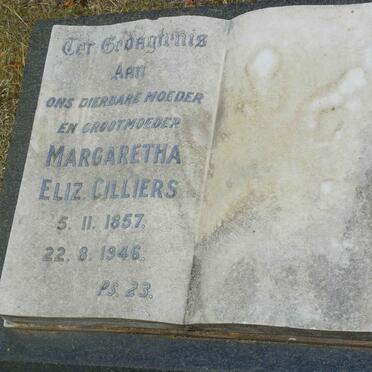 Ter Gedagtenis
Aan
ONS DIERBARE MOEDER
EN GROOTMOEDER
MARGARETHA
ELIZ. CILLIERS
5. 11. 1857.
22. 8. 1946.
PS. 23.